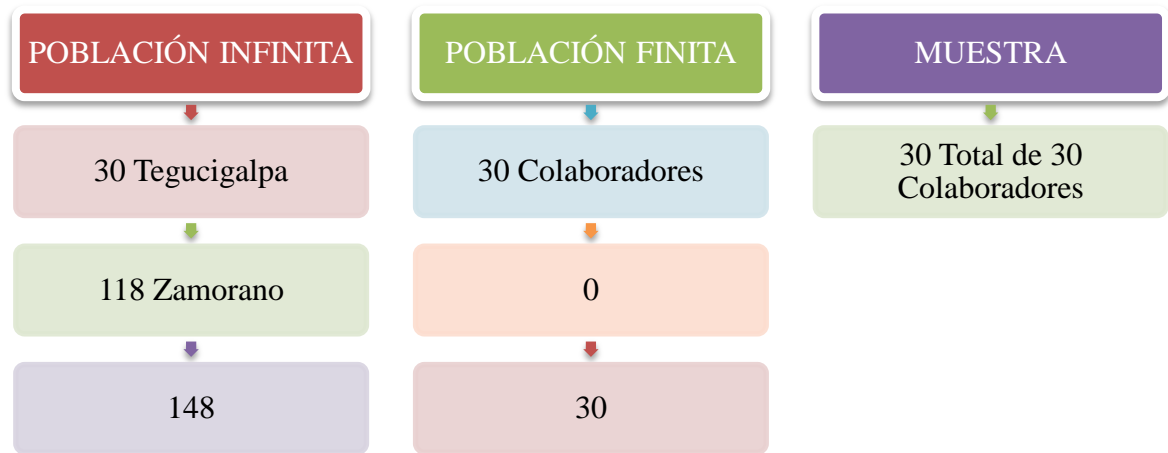 POBLACIÓN INFINITA
30 Tegucigalpa
118 Zamorano
148
POBLACIÓN FINITA
30 Colaboradores
0
30
MUESTRA
30 Total de 30
Colaboradores